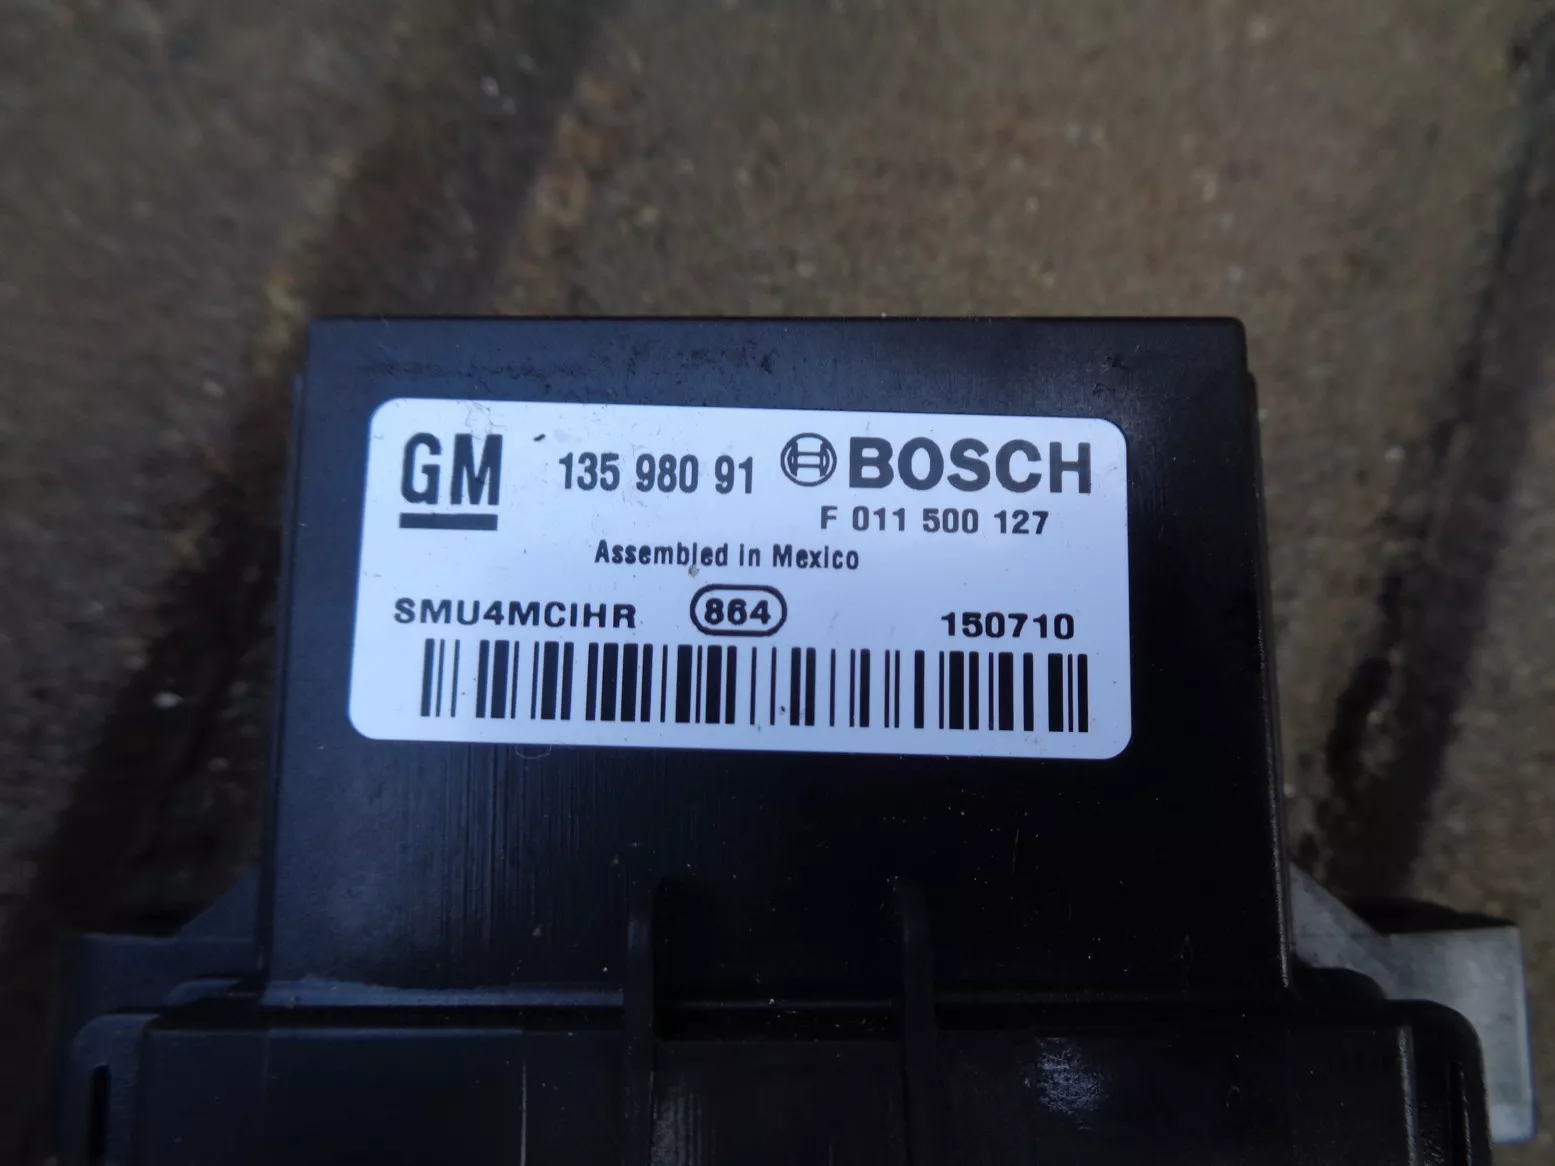 GM 135 980 91 BOSCH
F 011 500 127
Assembled in Mexico
SMU4MCIHR 864 150710